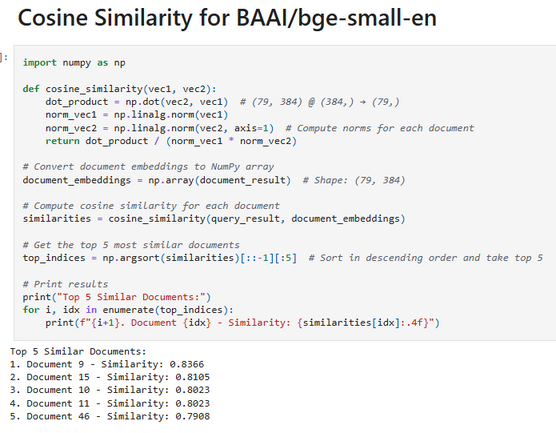 Cosine Similarity for BAAI/bge-small-en
]:
import numpy as np
def cosine_similarity(vec1, vec2):
    dot_product = np.dot(vec2, vec1)  # (79, 384) @ (384,) → (79,)
    norm_vec1 = np.linalg.norm(vec1)
    norm_vec2 = np.linalg.norm(vec2, axis=1)  # Compute norms for each document
    return dot_product / (norm_vec1 * norm_vec2)
# Convert document embeddings to NumPy array
document_embeddings = np.array(document_result)  # Shape: (79, 384)
# Compute cosine similarity for each document
similarities = cosine_similarity(query_result, document_embeddings)
# Get the top 5 most similar documents
top_indices = np.argsort(similarities)[::-1][:5]  # Sort in descending order and take top 5
# Print results
print("Top 5 Similar Documents:")
for i, idx in enumerate(top_indices):
    print(f"{i+1}. Document {idx} - Similarity: {similarities[idx]:.4f}")
Top 5 Similar Documents:
1. Document 9 - Similarity: 0.8366
2. Document 15 - Similarity: 0.8105
3. Document 10 - Similarity: 0.8023
4. Document 11 - Similarity: 0.8023
5. Document 46 - Similarity: 0.7908